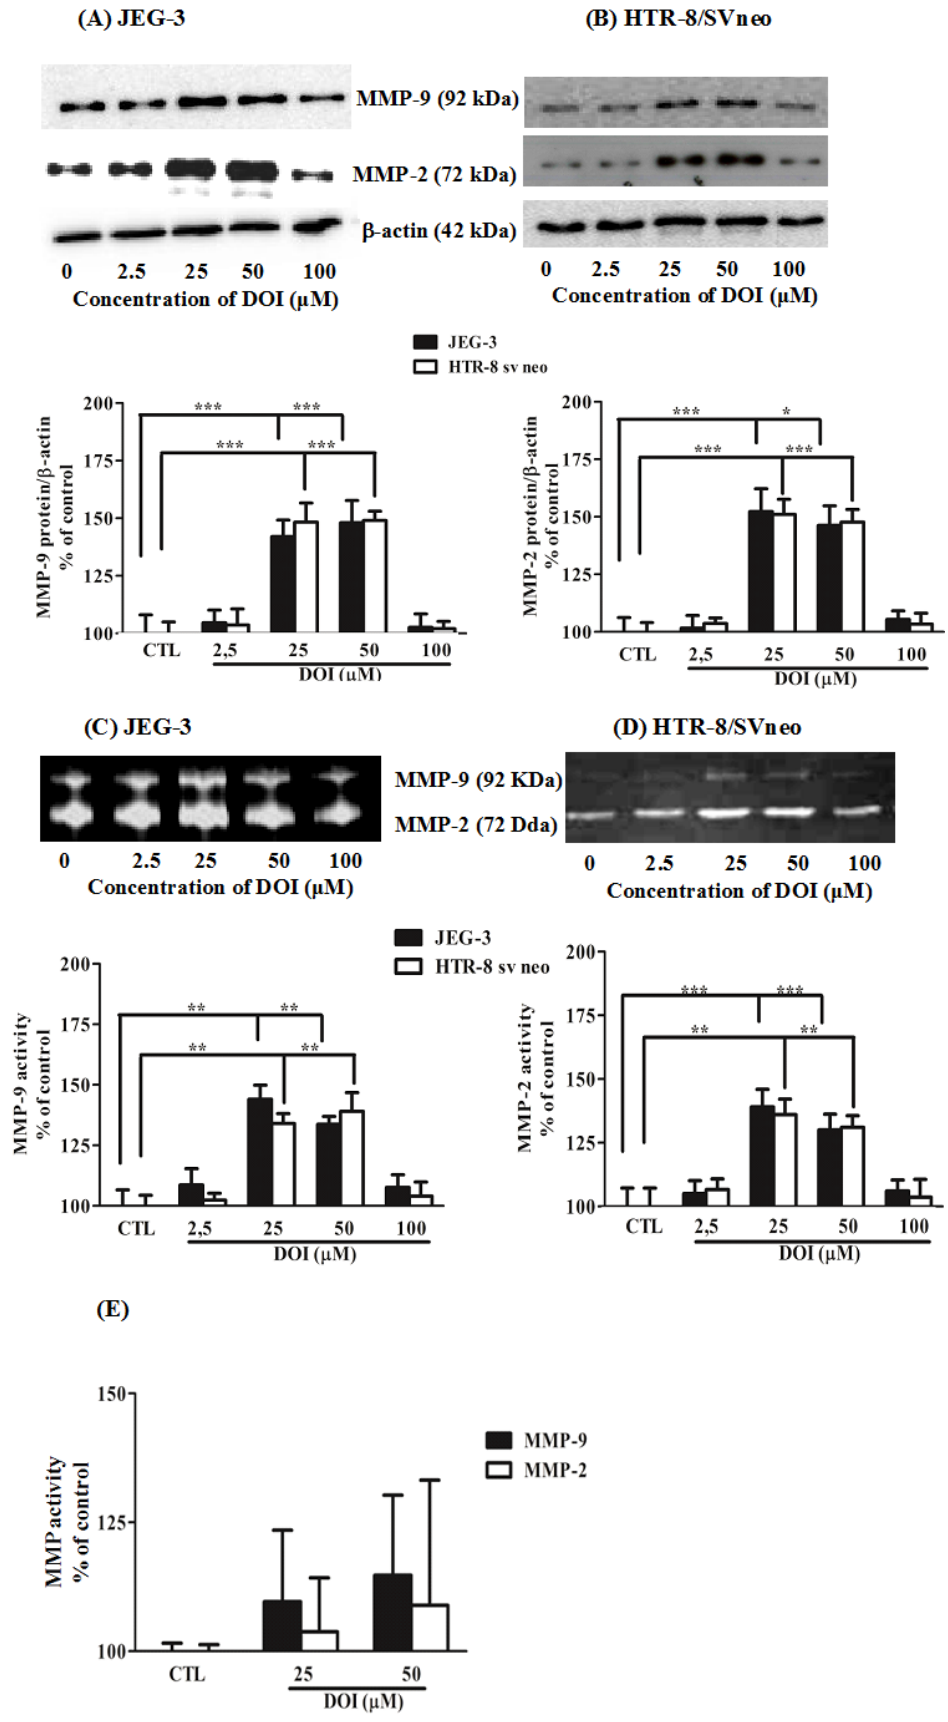 (A) JEG-3
(B) HTR-8/SVneo
MMP-9 (92 kDa)
MMP-2 (72 kDa)
β-actin (42 kDa)
0 2.5 25 50 100
Concentration of DOI (µM)
0 2.5 25 50 100
Concentration of DOI (µM)
JEG-3
HTR-8 sv neo
MMP-9 protein/β-actin
% of control
200
175
150
125
100
*** ***
*** ***
CTL 2,5 25 50 100
DOI (µM)
MMP-2 protein/β-actin
% of control
200
175
150
125
100
*** *
*** ***
CTL 2,5 25 50 100
DOI (µM)
(C) JEG-3
(D) HTR-8/SVneo
MMP-9 (92 KDa)
MMP-2 (72 Dda)
0 2.5 25 50 100
Concentration of DOI (µM)
0 2.5 25 50 100
Concentration of DOI (µM)
JEG-3
HTR-8 sv neo
MMP-9 activity
% of control
200
175
150
125
100
** **
** **
CTL 2,5 25 50 100
DOI (µM)
MMP-2 activity
% of control
200
175
150
125
100
*** ***
** **
CTL 2,5 25 50 100
DOI (µM)
(E)
MMP activity
% of control
150
125
100
MMP-9
MMP-2
CTL 25 50
DOI (µM)